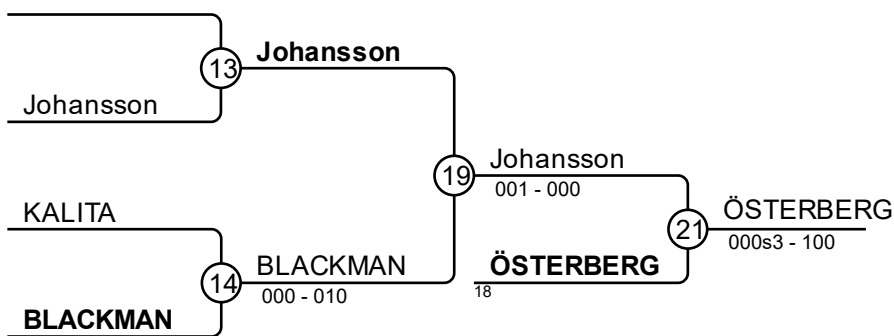 13
Johansson
Johansson
KALITA
14
BLACKMAN
000 - 010
BLACKMAN
19
Johansson
001 - 000
ÖSTERBERG
18
21
ÖSTERBERG
000s3 - 100